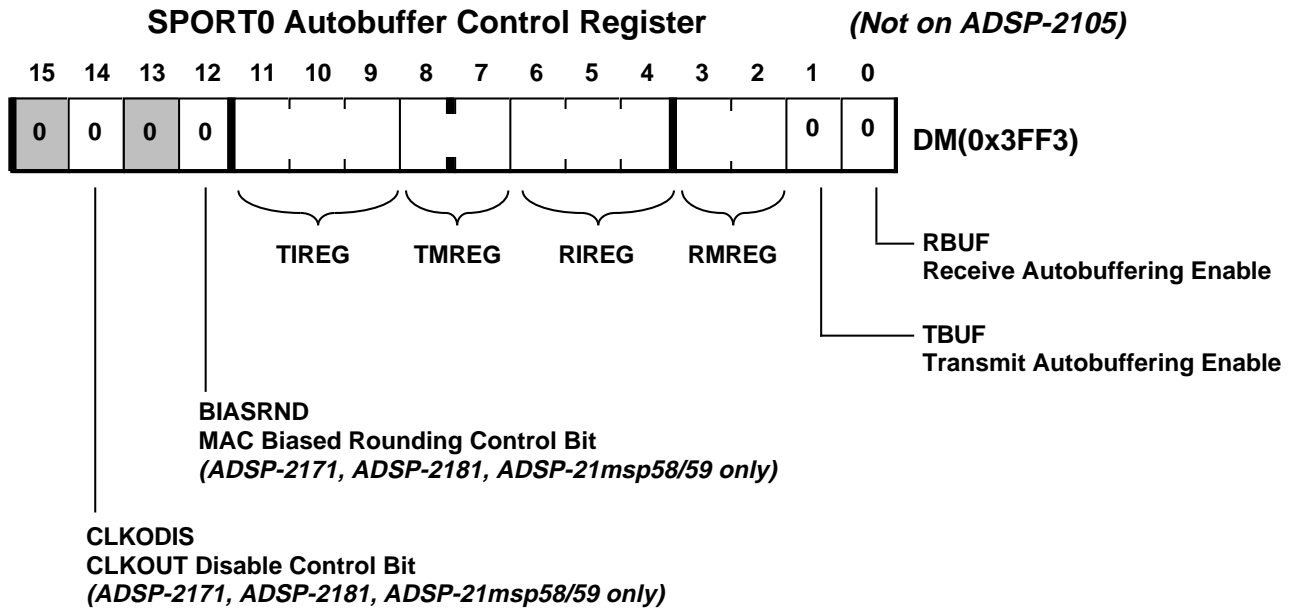 SPORT0 Autobuffer Control Register (Not on ADSP-2105)
15 14 13 12 11 10 9 8 7 6 5 4 3 2 1 0
0 0 0 0 0 0 DM(0x3FF3)
TIREG TMREG RIREG RMREG
RBUF
Receive Autobuffering Enable
TBUF
Transmit Autobuffering Enable
BIASRND
MAC Biased Rounding Control Bit
(ADSP-2171, ADSP-2181, ADSP-21msp58/59 only)
CLKODIS
CLKOUT Disable Control Bit
(ADSP-2171, ADSP-2181, ADSP-21msp58/59 only)